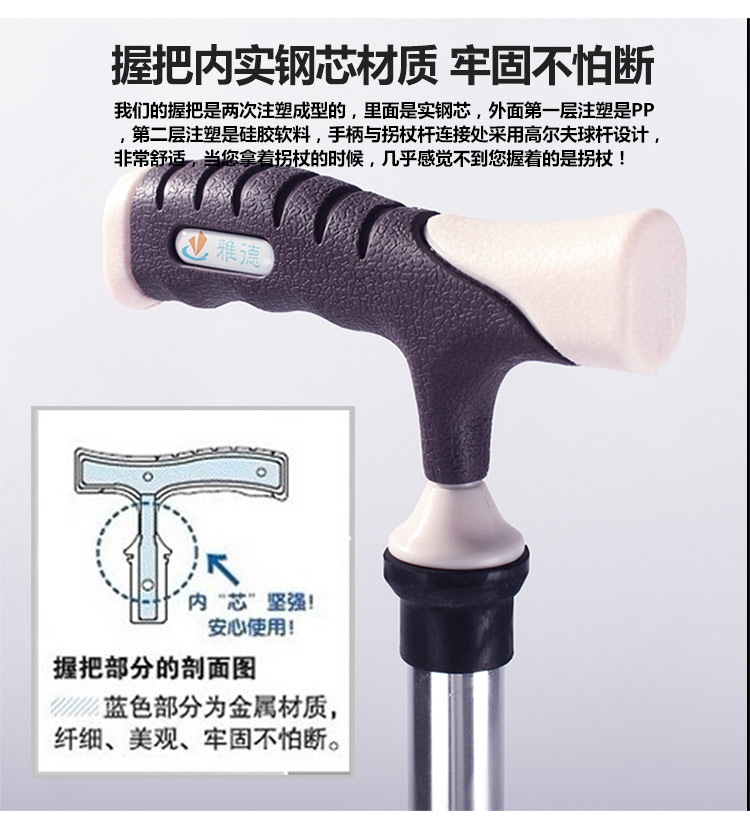 握把内实钢芯材质 牢固不怕断
我们的握把是两次注塑成型的，里面是实钢芯，外面第一层注塑是PP
，第二层注塑是硅胶软料，手柄与拐杖杆连接处采用高尔夫球杆设计，
非常舒适，当您拿着拐杖的时候，几乎感觉不到您握着的是拐杖！
雅德
内“芯”坚强！
安心使用！
握把部分的剖面图
蓝色部分为金属材质，
纤细、美观、牢固不怕断。